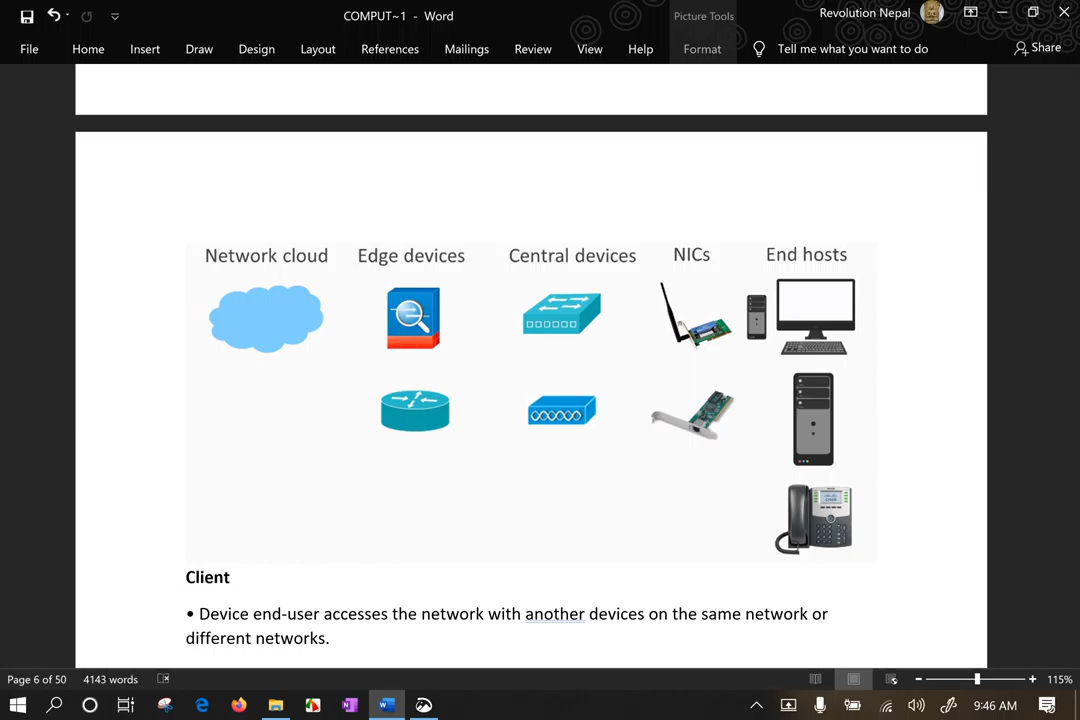 COMPUT~1 - Word
Picture Tools
Revolution Nepal
File Home Insert Draw Design Layout References Mailings Review View Help Format Tell me what you want to do Share
Network cloud Edge devices Central devices NICs End hosts
Client
• Device end-user accesses the network with another devices on the same network or
different networks.
Page 6 of 50 4143 words 115%
9:46 AM